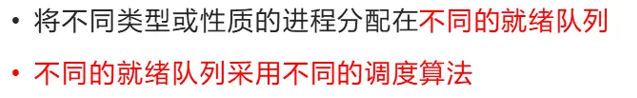 • 将不同类型或性质的进程分配在不同的就绪队列
• 不同的就绪队列采用不同的调度算法